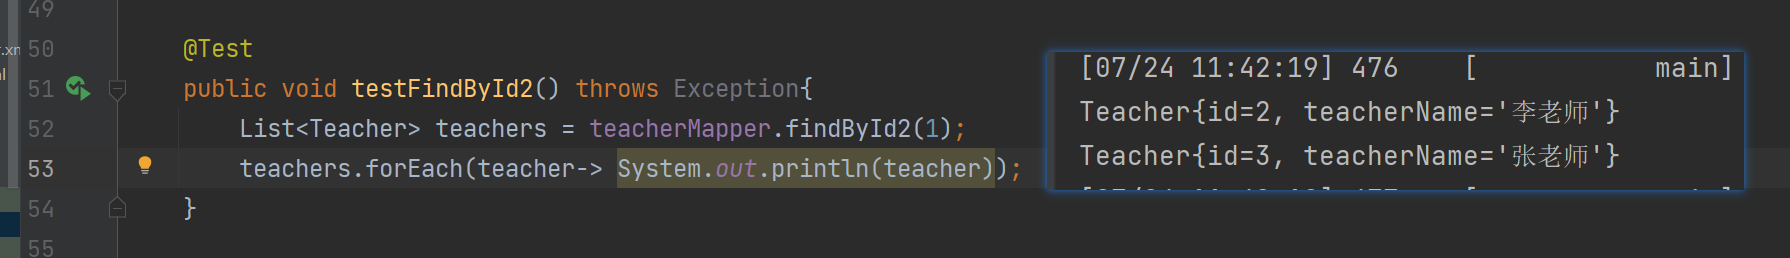 49
.xn 50 @Test
51 public void testFindById2() throws Exception{
52 List<Teacher> teachers = teacherMapper.findById2(1);
53 teachers.forEach(teacher-> System.out.println(teacher));
54 }
55
[07/24 11:42:19] 476 [ main]
Teacher{id=2, teacherName='李老师'}
Teacher{id=3, teacherName='张老师'}